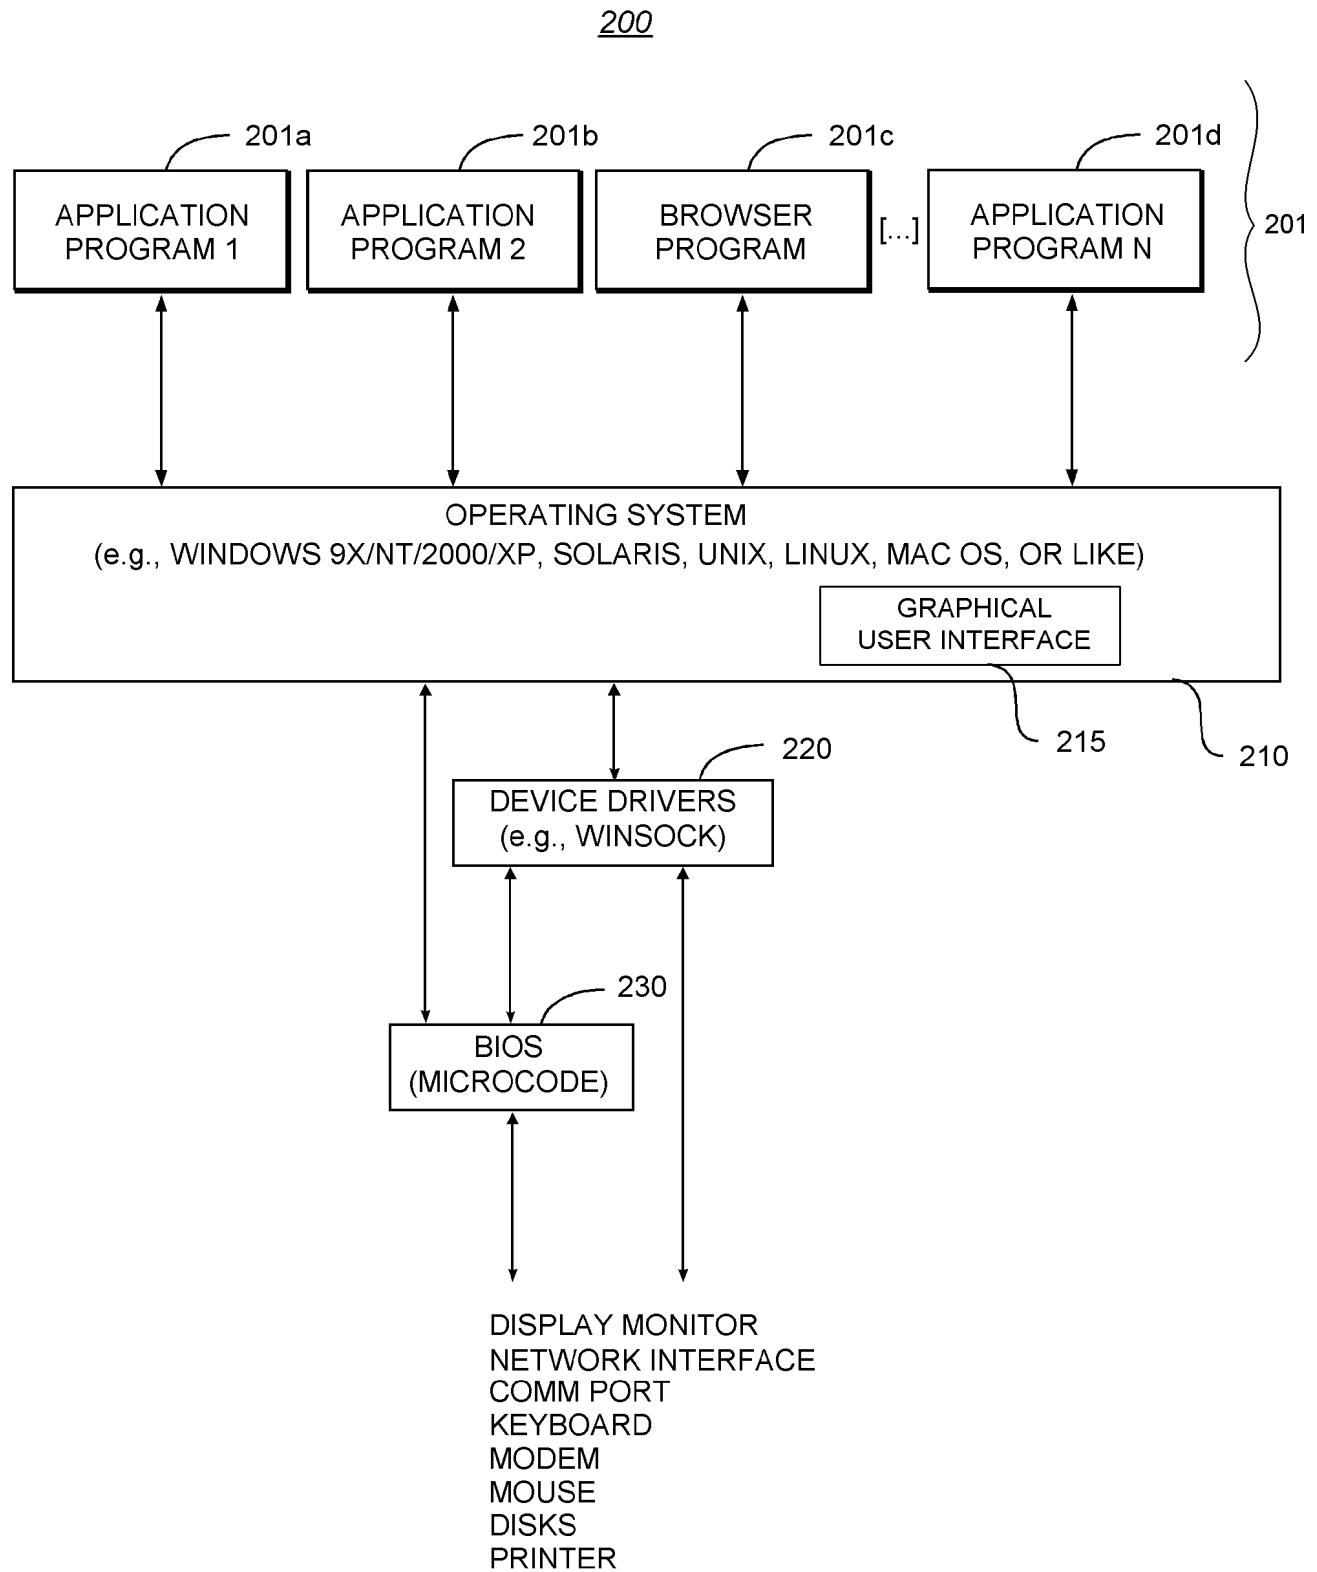 200
201a
201b
201c
201d
APPLICATION
PROGRAM 1
APPLICATION
PROGRAM 2
BROWSER
PROGRAM
[...]
APPLICATION
PROGRAM N
201
OPERATING SYSTEM
(e.g., WINDOWS 9X/NT/2000/XP, SOLARIS, UNIX, LINUX, MAC OS, OR LIKE)
GRAPHICAL
USER INTERFACE
215
210
220
DEVICE DRIVERS
(e.g., WINSOCK)
230
BIOS
(MICROCODE)
DISPLAY MONITOR
NETWORK INTERFACE
COMM PORT
KEYBOARD
MODEM
MOUSE
DISKS
PRINTER